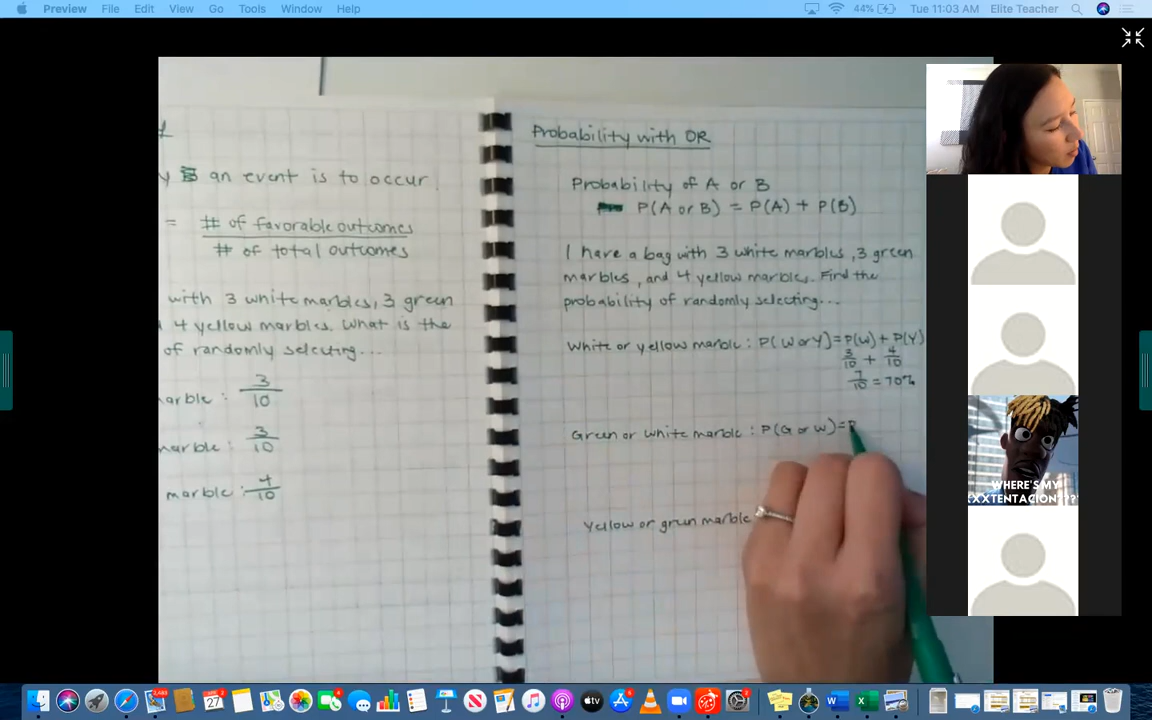 Preview File Edit View Go Tools Window Help
44% Tue 11:03 AM Elite Teacher
y an event is to occur.
= # of favorable outcomes
# of total outcomes
with 3 white marbles, 3 green
4 yellow marbles. What is the
of randomly selecting...
arble : 3/10
marble : 3/10
marble : 4/10
Probability with OR
Probability of A or B
P(A or B) = P(A) + P(B)
I have a bag with 3 white marbles, 3 green
marbles, and 4 yellow marbles. Find the
probability of randomly selecting...
White or yellow marble : P(W or Y) = P(W) + P(Y)
3/10 + 4/10
7/10 = 70%
Green or white marble : P(G or W) = P
Yellow or green marble
WHERE'S MY
XXXTENTACION???
27
tv
W
X